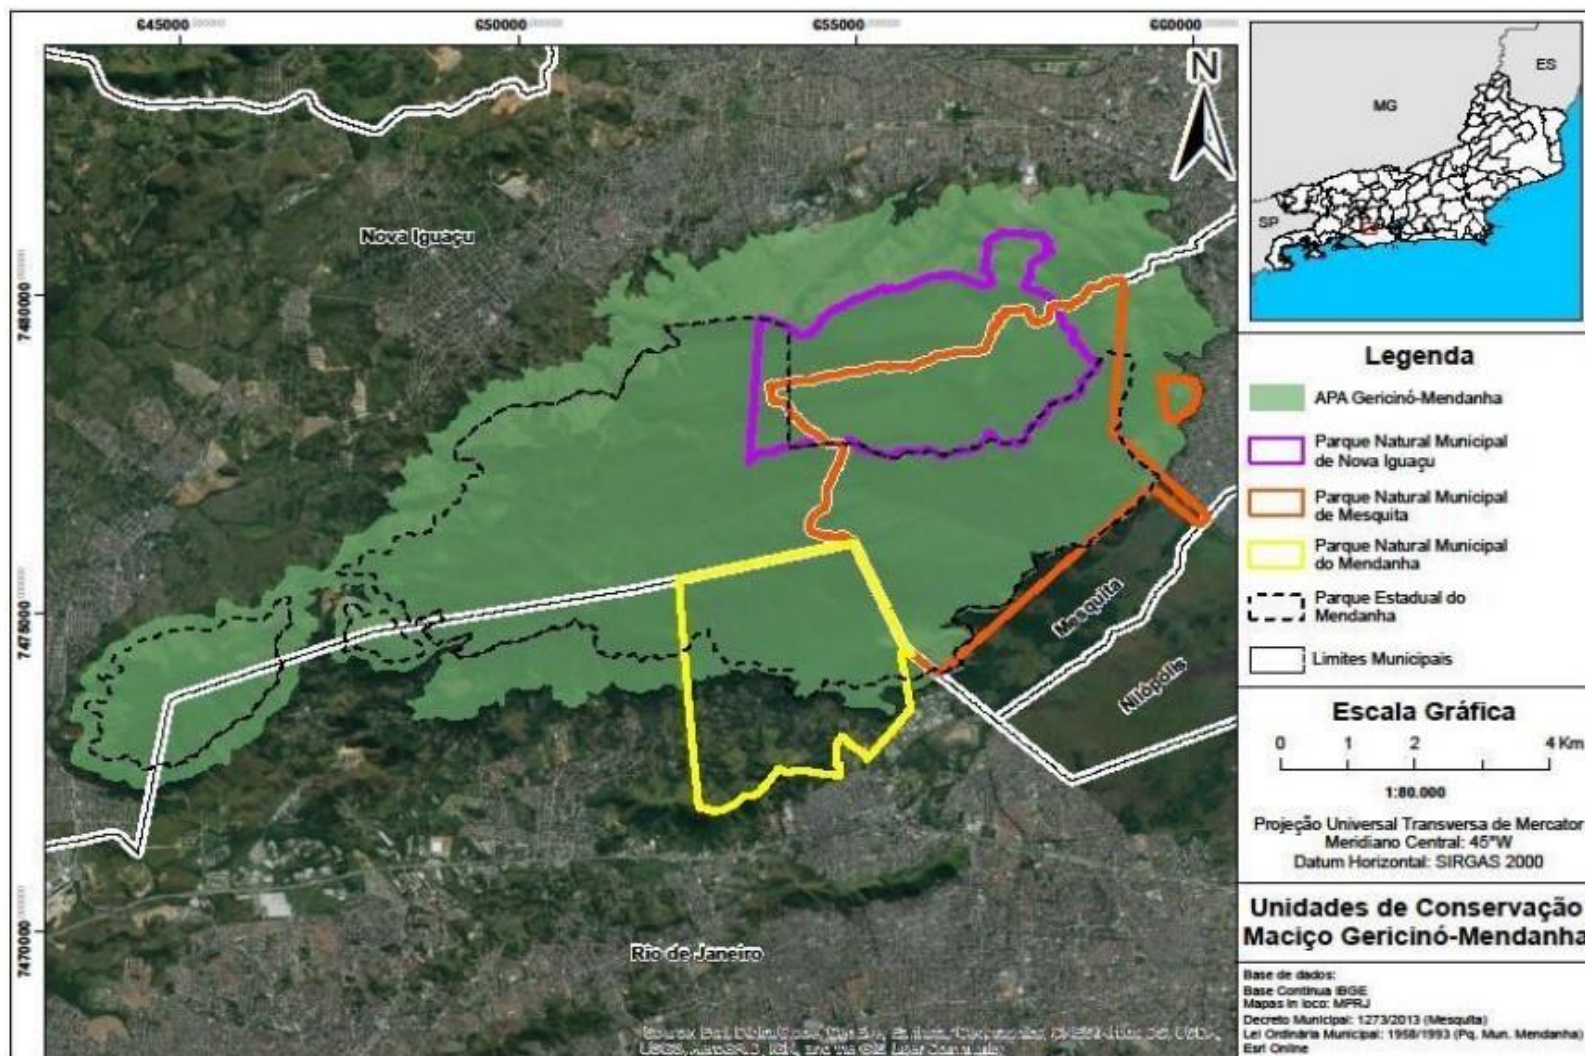 645000
650000
655000
660000
7480000
7475000
7470000
N
Nova Iguaçu
Mesquita
Nilópolis
Rio de Janeiro
MG
ES
SP
Legenda
APA Gericinó-Mendanha
Parque Natural Municipal
de Nova Iguaçu
Parque Natural Municipal
de Mesquita
Parque Natural Municipal
do Mendanha
Parque Estadual do
Mendanha
Limites Municipais
Escala Gráfica
0 1 2 4 Km
1:80.000
Projeção Universal Transversa de Mercator
Meridiano Central: 45°W
Datum Horizontal: SIRGAS 2000
Unidades de Conservação
Maciço Gericinó-Mendanha
Base de dados:
Base Contínua IBGE
Mapas in loco: MPRJ
Decreto Municipal: 1273/2013 (Mesquita)
Lei Ordinária Municipal: 1958/1993 (Pq. Mun. Mendanha)
Esri Online